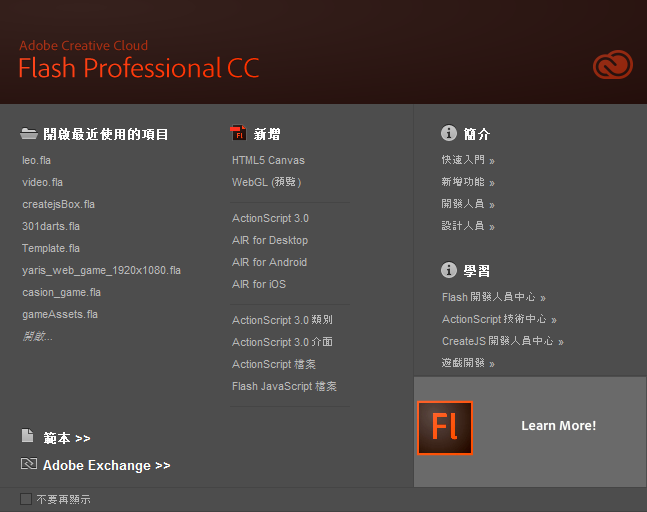 Adobe Creative Cloud
Flash Professional CC
開啟最近使用的項目
leo.fla
video.fla
createjsBox.fla
301darts.fla
Template.fla
yaris_web_game_1920x1080.fla
casion_game.fla
gameAssets.fla
開啟...
範本 >>
Adobe Exchange >>
新增
HTML5 Canvas
WebGL (預覽)
ActionScript 3.0
AIR for Desktop
AIR for Android
AIR for iOS
ActionScript 3.0 類別
ActionScript 3.0 介面
ActionScript 檔案
Flash JavaScript 檔案
簡介
快速入門 »
新增功能 »
開發人員 »
設計人員 »
學習
Flash 開發人員中心 »
ActionScript 技術中心 »
CreateJS 開發人員中心 »
遊戲開發 »
Fl
Learn More!
不要再顯示